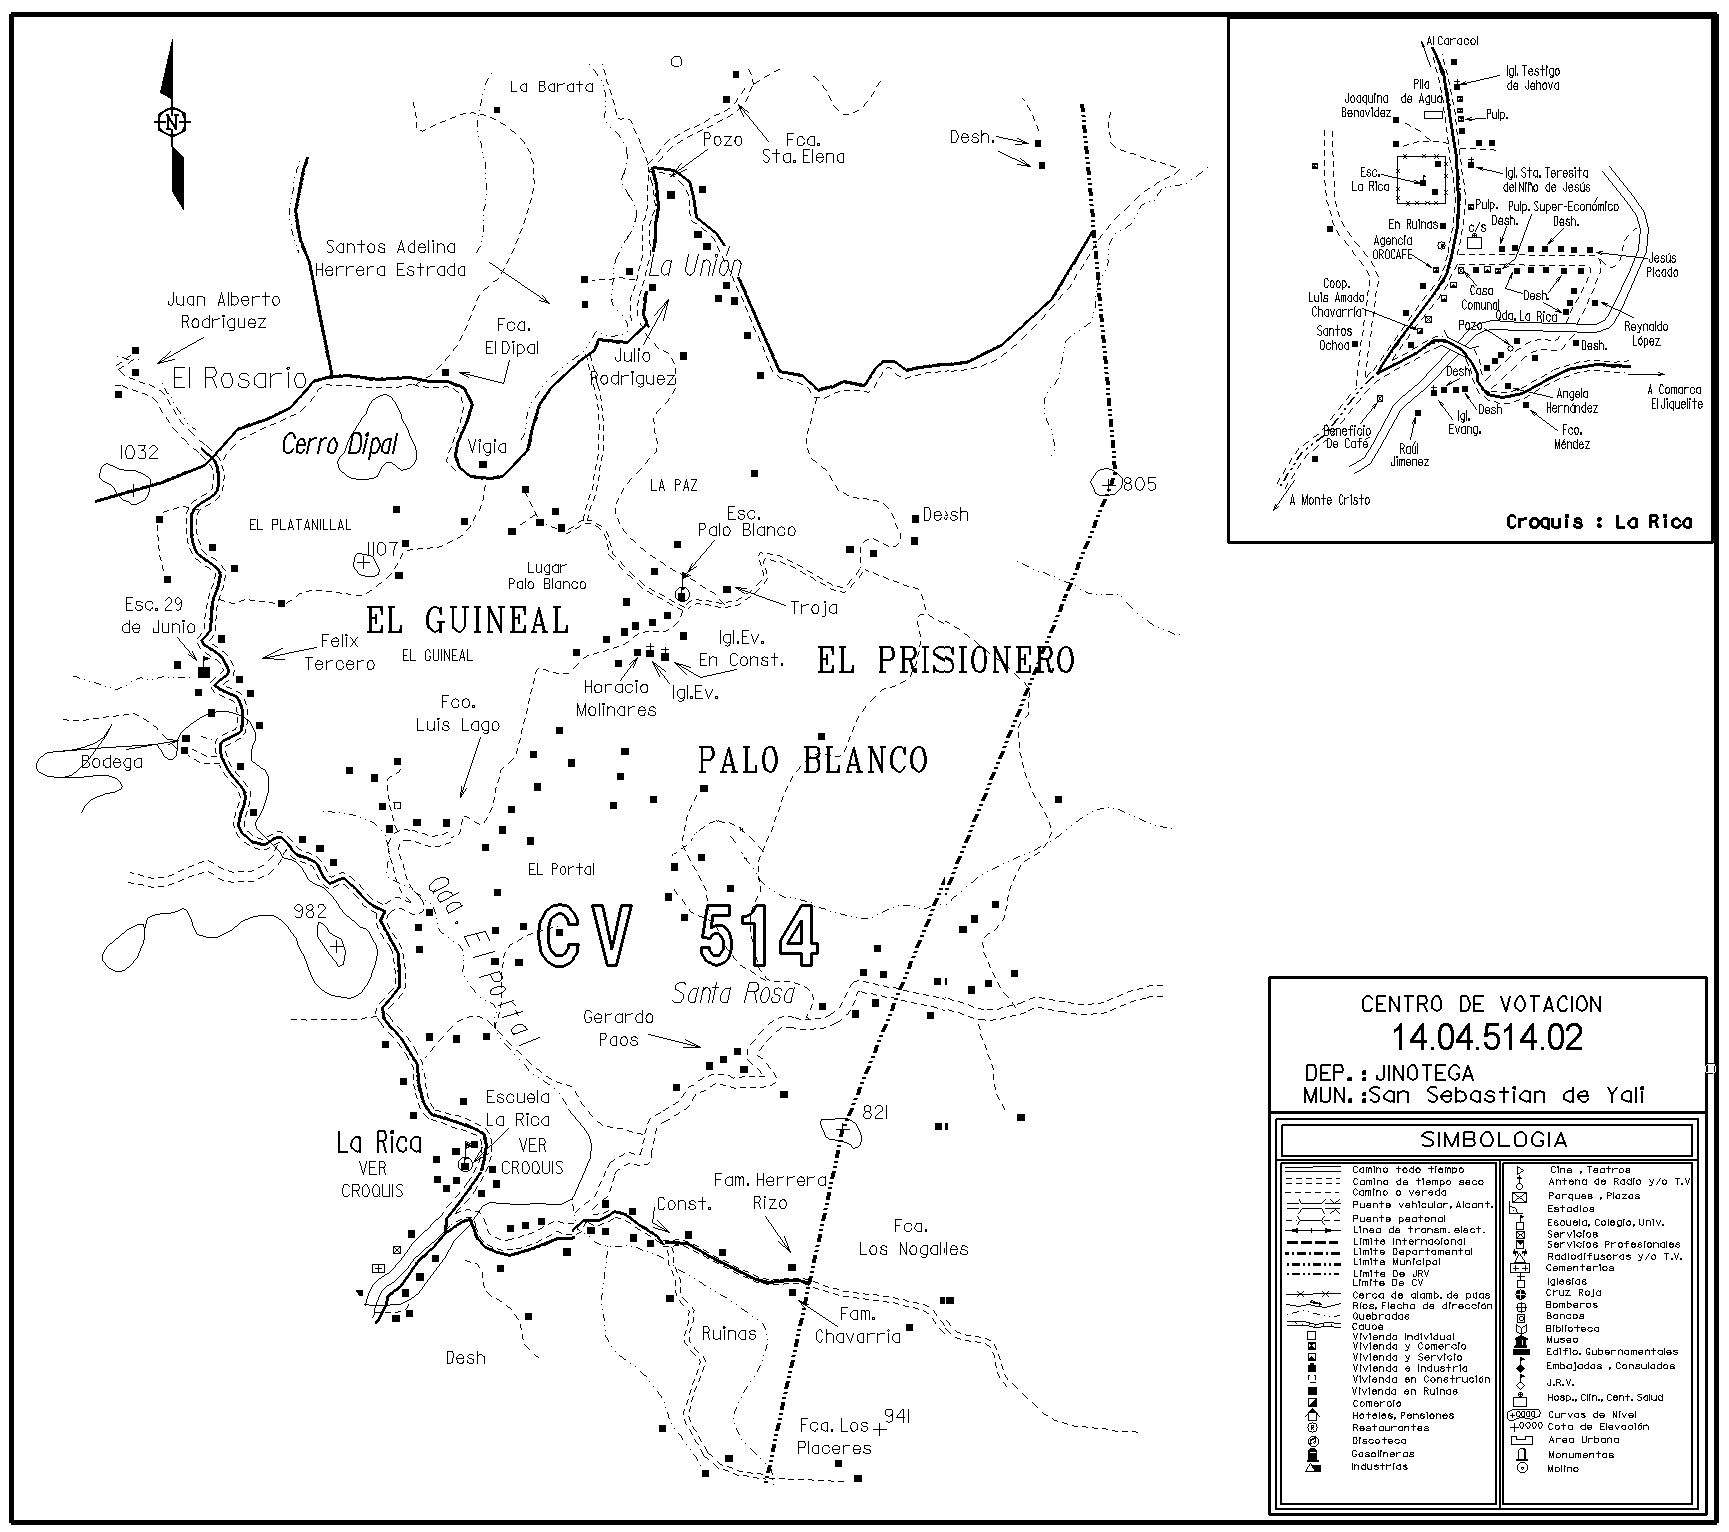 N
La Barata
Pozo
Fca.
Sta. Elena
Desh.
Santos Adelina
Herrera Estrada
La Unión
Juan Alberto
Rodriguez
Fca.
El Dipal
Julio
Rodriguez
El Rosario
Cerro Dipal
Vigia
1032
LA PAZ
805
EL PLATANILLAL
Esc.
Palo Blanco
Desh
1107
Lugar
Palo Blanco
Troja
Esc. 29
de Junio
EL GUINEAL
Felix
Tercero
EL GUINEAL
Igl.Ev.
En Const.
EL PRISIONERO
Horacio
Molinares
Igl.Ev.
Fco.
Luis Lago
Bodega
PALO BLANCO
EL Portal
Qda. El Portal
982
CV 514
Santa Rosa
Gerardo
Paos
Escuela
La Rica
821
La Rica
VER
CROQUIS
VER
CROQUIS
Fam. Herrera
Rizo
Const.
Fca.
Los Nogalles
Fam.
Chavarria
Ruinas
Desh
Fca. Los
Placeres
941
Al Caracol
Igl. Testigo
de Jehova
Pila
de Agua
Joaquina
Benavidez
Pulp.
Esc.
La Rica
Igl. Sta. Teresita
del Niño de Jesús
Pulp.
Pulp. Super-Económico
En Ruinas
C/S
Desh.
Desh.
Agencia
OROCAFE
Jesús
Picado
Coop.
Luis Amado
Chavarria
Casa
Comunal
Desh.
Qda. La Rica
Santos
Ochoa
Pozo
Reynaldo
López
Desh.
Desh
A Comarca
El Jiquelite
Angela
Hernández
Desh
Igl.
Evang.
Fco.
Méndez
Beneficio
De Café
Raúl
Jimenez
A Monte Cristo
Croquis : La Rica
CENTRO DE VOTACION
14.04.514.02
DEP.: JINOTEGA
MUN.:San Sebastian de Yali
SIMBOLOGIA
Camino todo tiempo
Camino de tiempo seco
Camino o vereda
Puente vehicular, Alcant.
Puente peatonal
Linea de transm. elect.
Limite Internacional
Limite Departamental
Limite Municipal
Limite De JRV
Limite De CV
Cerca de alamb. de puas
Rios, Flecha de dirección
Quebradas
Cauce
Vivienda Individual
Vivienda y Comercio
Vivienda y Servicio
Vivienda e Industria
Vivienda en Construción
Vivienda en Ruinas
Comercio
Hoteles, Pensiones
Restaurantes
Discoteca
Gasolineras
Industrias
Cine , Teatros
Antena de Radio y/o T.V
Parques , Plazas
Estadios
Escuela, Colegio, Univ.
Servicios
Servicios Profesionales
Radiodifusoras y/o T.V.
Cementerios
Iglesias
Cruz Roja
Bomberos
Bancos
Biblioteca
Museo
Edific. Gubernamentales
Embajadas , Consulados
J.R.V.
Hosp., Clin., Cent. Salud
Curvas de Nivel
Cota de Elevación
Area Urbana
Monumentos
Molino